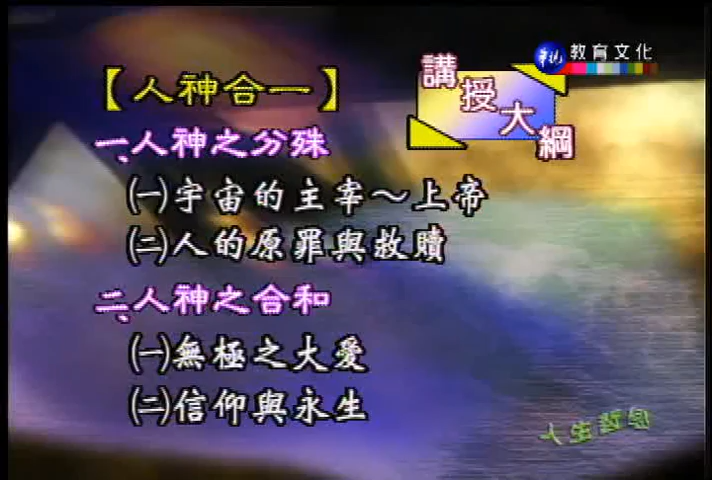 華視 教育文化
講授大綱
【人神合一】
一、人神之分殊
㈠宇宙的主宰～上帝
㈡人的原罪與救贖
二、人神之合和
㈠無極之大愛
㈡信仰與永生
人生哲學